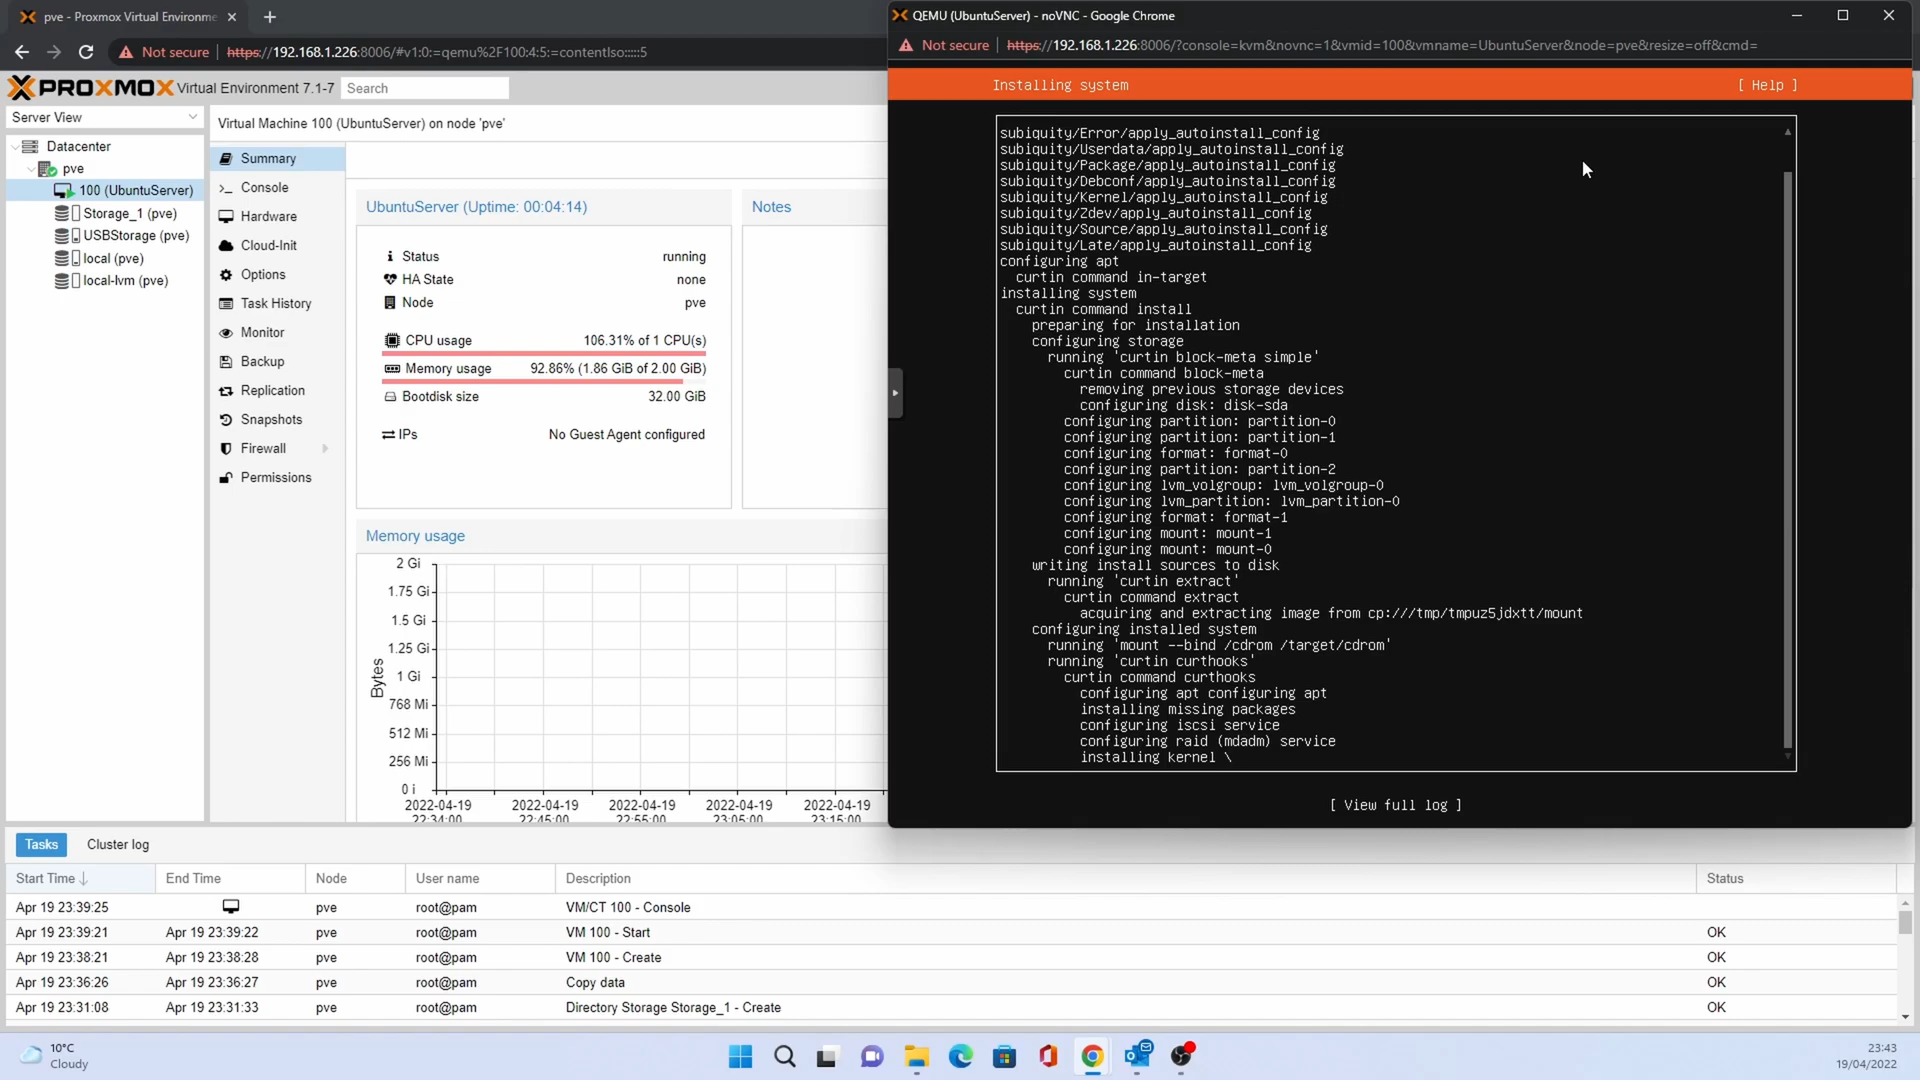 pve - Proxmox Virtual Environme
Not secure
https://192.168.1.226:8006/#v1:0:=qemu%2F100:4:5:=contentIso:::::5
PROXMOX Virtual Environment 7.1-7
Search
Server View
Datacenter
pve
100 (UbuntuServer)
Storage_1 (pve)
USBStorage (pve)
local (pve)
local-lvm (pve)
Virtual Machine 100 (UbuntuServer) on node 'pve'
Summary
Console
Hardware
Cloud-Init
Options
Task History
Monitor
Backup
Replication
Snapshots
Firewall
Permissions
UbuntuServer (Uptime: 00:04:14)
Status running
HA State none
Node pve
CPU usage 106.31% of 1 CPU(s)
Memory usage 92.86% (1.86 GiB of 2.00 GiB)
Bootdisk size 32.00 GiB
IPs No Guest Agent configured
Notes
Memory usage
Bytes
2 Gi
1.75 Gi
1.5 Gi
1.25 Gi
1 Gi
768 Mi
512 Mi
256 Mi
0 i
2022-04-19 2022-04-19 2022-04-19 2022-04-19
22:34:00 22:45:00 22:55:00 23:05:00 23:15:00
QEMU (UbuntuServer) - noVNC - Google Chrome
Not secure
https://192.168.1.226:8006/?console=kvm&novnc=1&vmid=100&vmname=UbuntuServer&node=pve&resize=off&cmd=
Installing system [ Help ]
subiquity/Error/apply_autoinstall_config
subiquity/Userdata/apply_autoinstall_config
subiquity/Package/apply_autoinstall_config
subiquity/Debconf/apply_autoinstall_config
subiquity/Kernel/apply_autoinstall_config
subiquity/Zdev/apply_autoinstall_config
subiquity/Source/apply_autoinstall_config
subiquity/Late/apply_autoinstall_config
configuring apt
curtin command in-target
installing system
curtin command install
preparing for installation
configuring storage
running 'curtin block-meta simple'
curtin command block-meta
removing previous storage devices
configuring disk: disk-sda
configuring partition: partition-0
configuring partition: partition-1
configuring format: format-0
configuring partition: partition-2
configuring lvm_volgroup: lvm_volgroup-0
configuring lvm_partition: lvm_partition-0
configuring format: format-1
configuring mount: mount-1
configuring mount: mount-0
writing install sources to disk
running 'curtin extract'
curtin command extract
acquiring and extracting image from cp:///tmp/tmpuz5jdxtt/mount
configuring installed system
running 'mount --bind /cdrom /target/cdrom'
running 'curtin curthooks'
curtin command curthooks
configuring apt configuring apt
installing missing packages
configuring iscsi service
configuring raid (mdadm) service
installing kernel \
[ View full log ]
Tasks Cluster log
Start Time End Time Node User name Description Status
Apr 19 23:39:25 pve root@pam VM/CT 100 - Console
Apr 19 23:39:21 Apr 19 23:39:22 pve root@pam VM 100 - Start OK
Apr 19 23:38:21 Apr 19 23:38:28 pve root@pam VM 100 - Create OK
Apr 19 23:36:26 Apr 19 23:36:27 pve root@pam Copy data OK
Apr 19 23:31:08 Apr 19 23:31:33 pve root@pam Directory Storage Storage_1 - Create OK
10°C
Cloudy
23:43
19/04/2022